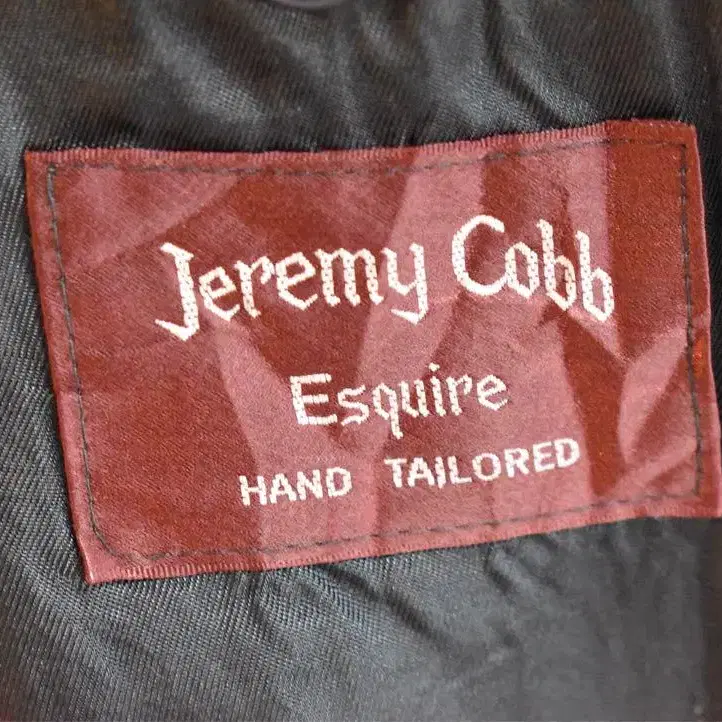 Jeremy Cobb
Esquire
HAND TAILORED